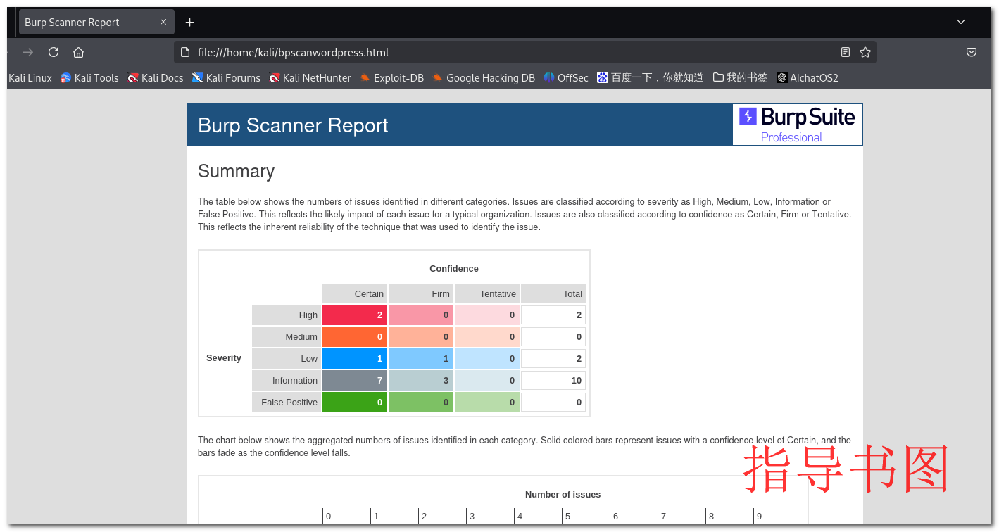 Burp Scanner Report
file:///home/kali/bpscanwordpress.html
Kali Linux Kali Tools Kali Docs Kali Forums Kali NetHunter Exploit-DB Google Hacking DB OffSec 百度一下，你就知道 我的书签 AIchatOS2
Burp Scanner Report
Burp Suite
Professional
Summary
The table below shows the numbers of issues identified in different categories. Issues are classified according to severity as High, Medium, Low, Information or
False Positive. This reflects the likely impact of each issue for a typical organization. Issues are also classified according to confidence as Certain, Firm or Tentative.
This reflects the inherent reliability of the technique that was used to identify the issue.
Confidence
Certain Firm Tentative Total
High 2 0 0 2
Medium 0 0 0 0
Severity
Low 1 1 0 2
Information 7 3 0 10
False Positive 0 0 0 0
The chart below shows the aggregated numbers of issues identified in each category. Solid colored bars represent issues with a confidence level of Certain, and the
bars fade as the confidence level falls.
指导书图
Number of issues
0 1 2 3 4 5 6 7 8 9